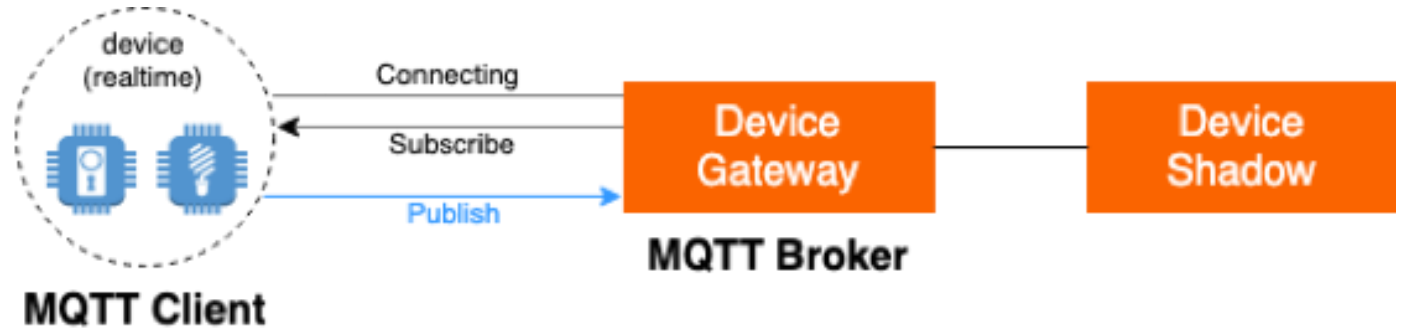 device
(realtime)
Connecting
Subscribe
Publish
Device
Gateway
Device
Shadow
MQTT Broker
MQTT Client